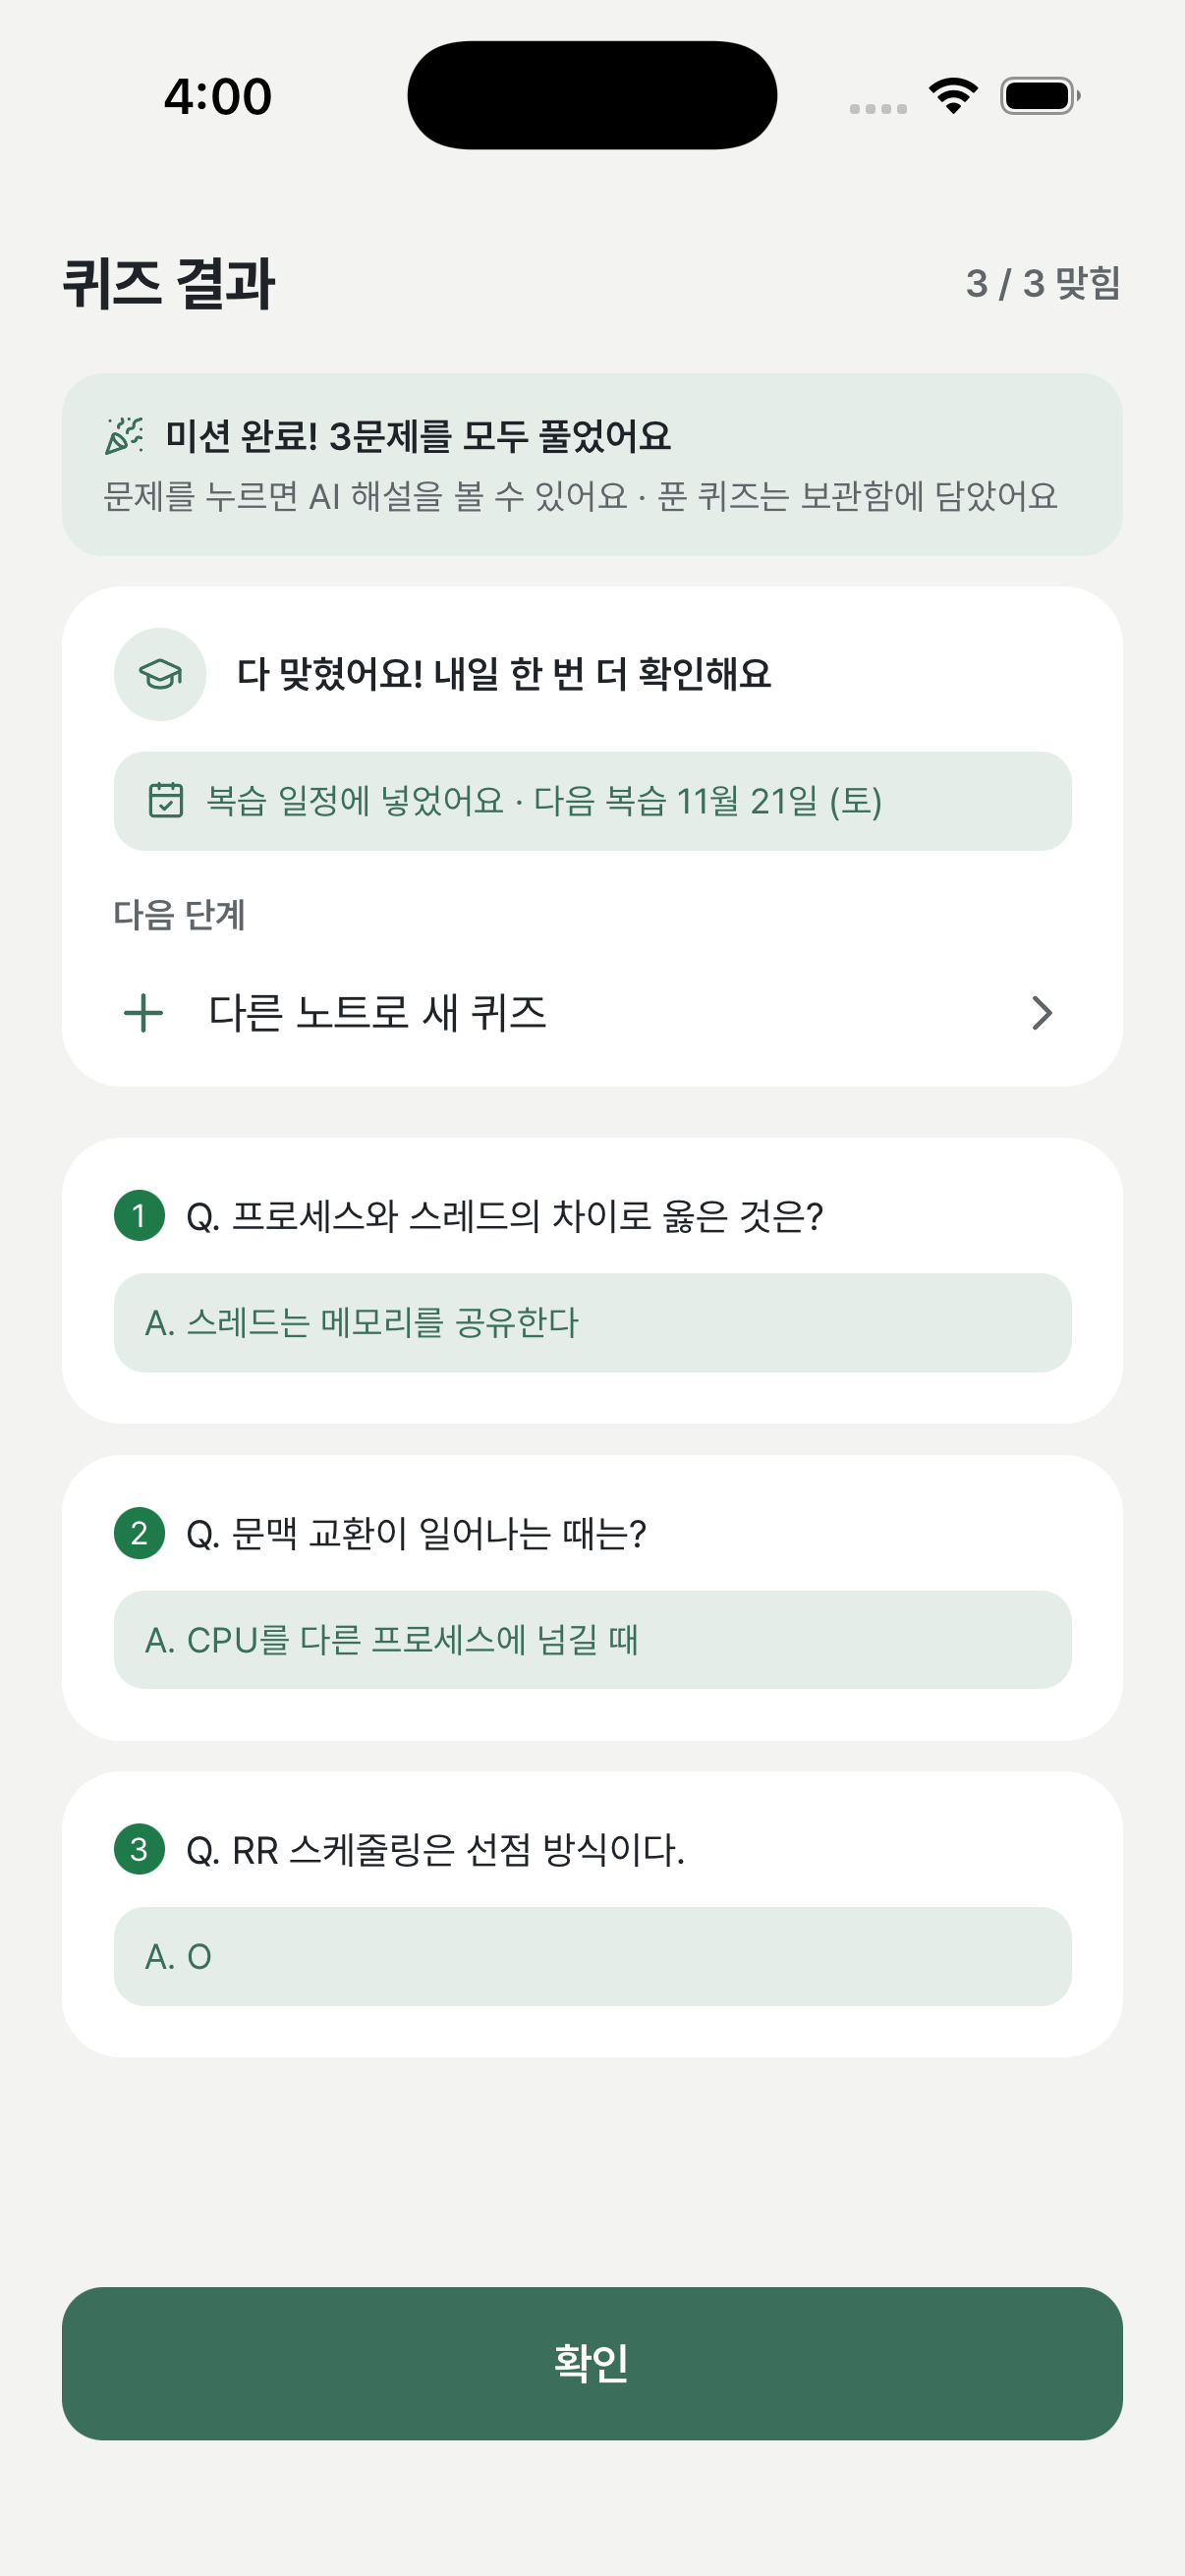 4:00
퀴즈 결과
3 / 3 맞힘
미션 완료! 3문제를 모두 풀었어요
문제를 누르면 AI 해설을 볼 수 있어요 · 푼 퀴즈는 보관함에 담았어요
다 맞혔어요! 내일 한 번 더 확인해요
복습 일정에 넣었어요 · 다음 복습 11월 21일 (토)
다음 단계
다른 노트로 새 퀴즈
1 Q. 프로세스와 스레드의 차이로 옳은 것은?
A. 스레드는 메모리를 공유한다
2 Q. 문맥 교환이 일어나는 때는?
A. CPU를 다른 프로세스에 넘길 때
3 Q. RR 스케줄링은 선점 방식이다.
A. O
확인